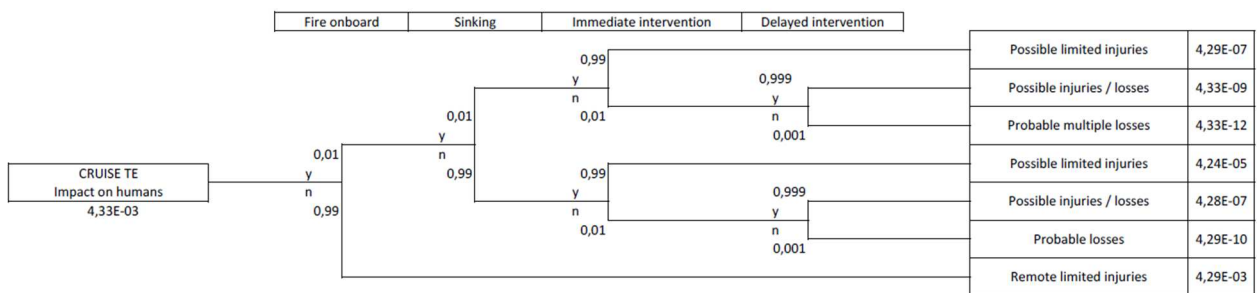 Fire onboard Sinking Immediate intervention Delayed intervention
Possible limited injuries 4,29E-07
0,99
y
n
0,01
0,999
y
n
0,001
Possible injuries / losses 4,33E-09
Probable multiple losses 4,33E-12
0,01
y
n
0,99
0,01
y
n
0,99
CRUISE TE
Impact on humans
4,33E-03
Possible limited injuries 4,24E-05
0,99
y
n
0,01
0,999
y
n
0,001
Possible injuries / losses 4,28E-07
Probable losses 4,29E-10
Remote limited injuries 4,29E-03